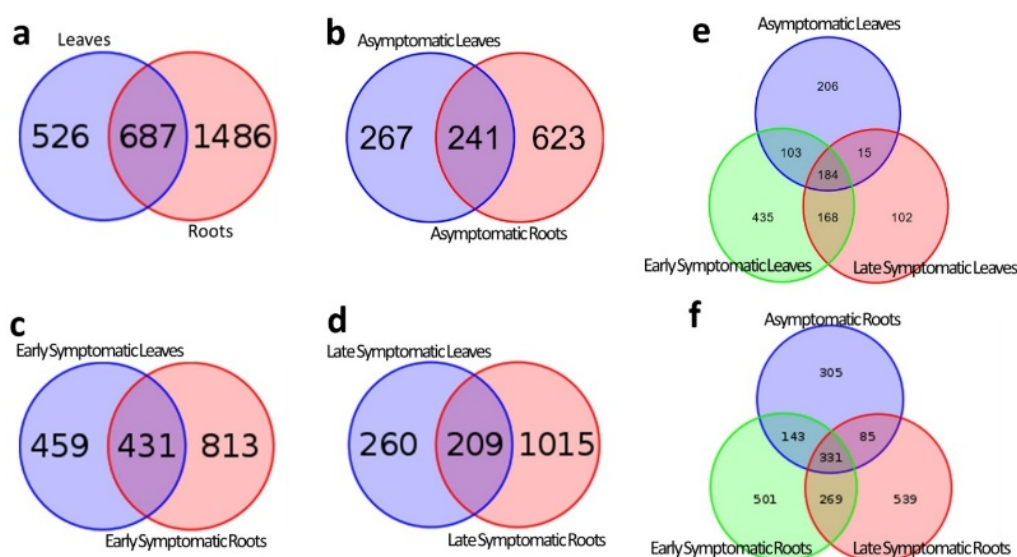 a
Leaves
526 687 1486
Roots
b
Asymptomatic Leaves
267 241 623
Asymptomatic Roots
c
Early Symptomatic Leaves
459 431 813
Early Symptomatic Roots
d
Late Symptomatic Leaves
260 209 1015
Late Symptomatic Roots
e
Asymptomatic Leaves
206
103 15
184
435 168 102
Early Symptomatic Leaves Late Symptomatic Leaves
f
Asymptomatic Roots
305
143 85
331
501 269 539
Early Symptomatic Roots Late Symptomatic Roots